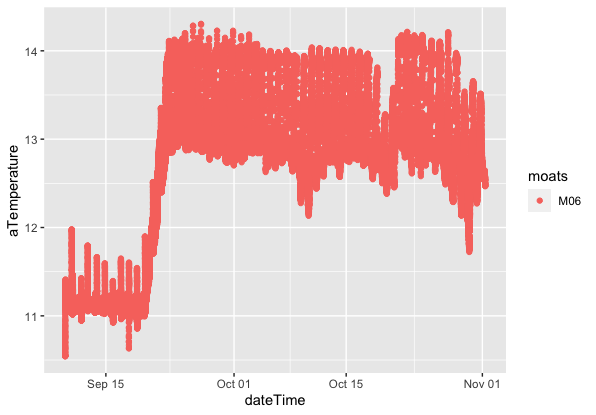 14
13
12
11
aTemperature
Sep 15
Oct 01
Oct 15
Nov 01
dateTime
moats
M06